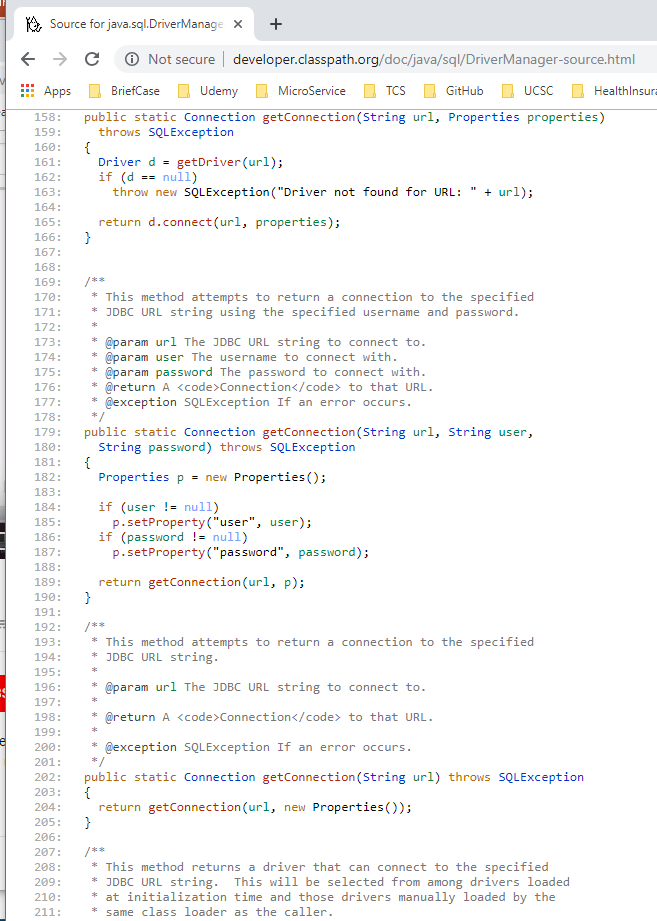 Source for java.sql.DriverManage
Not secure | developer.classpath.org/doc/java/sql/DriverManager-source.html
Apps BriefCase Udemy MicroService TCS GitHub UCSC HealthInsura
158: public static Connection getConnection(String url, Properties properties)
159: throws SQLException
160: {
161: Driver d = getDriver(url);
162: if (d == null)
163: throw new SQLException("Driver not found for URL: " + url);
164:
165: return d.connect(url, properties);
166: }
167:
168:
169: /**
170: * This method attempts to return a connection to the specified
171: * JDBC URL string using the specified username and password.
172: *
173: * @param url The JDBC URL string to connect to.
174: * @param user The username to connect with.
175: * @param password The password to connect with.
176: * @return A <code>Connection</code> to that URL.
177: * @exception SQLException If an error occurs.
178: */
179: public static Connection getConnection(String url, String user,
180: String password) throws SQLException
181: {
182: Properties p = new Properties();
183:
184: if (user != null)
185: p.setProperty("user", user);
186: if (password != null)
187: p.setProperty("password", password);
188:
189: return getConnection(url, p);
190: }
191:
192: /**
193: * This method attempts to return a connection to the specified
194: * JDBC URL string.
195: *
196: * @param url The JDBC URL string to connect to.
197: *
198: * @return A <code>Connection</code> to that URL.
199: *
200: * @exception SQLException If an error occurs.
201: */
202: public static Connection getConnection(String url) throws SQLException
203: {
204: return getConnection(url, new Properties());
205: }
206:
207: /**
208: * This method returns a driver that can connect to the specified
209: * JDBC URL string.  This will be selected from among drivers loaded
210: * at initialization time and those drivers manually loaded by the
211: * same class loader as the caller.